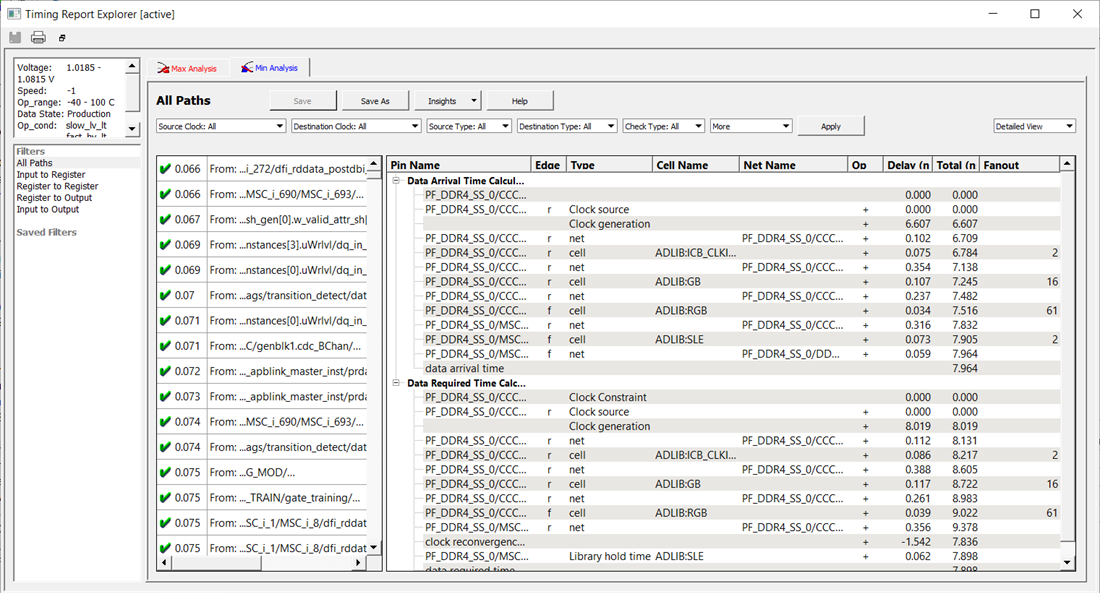 Timing Report Explorer [active]
Voltage: 1.0185 -
1.0815 V
Speed: -1
Op_range: -40 - 100 C
Data State: Production
Op_cond: slow_lv_lt
Filters
All Paths
Input to Register
Register to Register
Register to Output
Input to Output
Saved Filters
Max Analysis Min Analysis
All Paths Save Save As Insights Help
Source Clock: All Destination Clock: All Source Type: All Destination Type: All Check Type: All More Apply Detailed View
0.066 From: ...i_272/dfi_rddata_postdbi_
0.066 From: ...MSC_i_690/MSC_i_693/...
0.067 From: ...sh_gen[0].w_valid_attr_sh|
0.069 From: ...nstances[3].uWrlvl/dq_in_
0.069 From: ...nstances[0].uWrlvl/dq_in_
0.07 From: ...ags/transition_detect/dat
0.071 From: ...nstances[0].uWrlvl/dq_in_
0.071 From: ...C/genblk1.cdc_BChan/...
0.072 From: ..._apblink_master_inst/prda
0.073 From: ..._apblink_master_inst/prda
0.074 From: ...MSC_i_690/MSC_i_693/...
0.074 From: ...ags/transition_detect/dat
0.075 From: ...G_MOD/...
0.075 From: ..._TRAIN/gate_training/...
0.075 From: ...SC_i_1/MSC_i_8/dfi_rddat
0.075 From: ...SC_i_1/MSC_i_8/dfi_rddat
Pin Name Edge Type Cell Name Net Name Op Delay (n Total (n Fanout
Data Arrival Time Calcul...
PF_DDR4_SS_0/CCC... 0.000 0.000
PF_DDR4_SS_0/CCC... r Clock source + 0.000 0.000
Clock generation + 6.607 6.607
PF_DDR4_SS_0/CCC... r net PF_DDR4_SS_0/CCC... + 0.102 6.709
PF_DDR4_SS_0/CCC... r cell ADLIB:ICB_CLKI... + 0.075 6.784 2
PF_DDR4_SS_0/CCC... r net PF_DDR4_SS_0/CCC... + 0.354 7.138
PF_DDR4_SS_0/CCC... r cell ADLIB:GB + 0.107 7.245 16
PF_DDR4_SS_0/CCC... r net PF_DDR4_SS_0/CCC... + 0.237 7.482
PF_DDR4_SS_0/CCC... f cell ADLIB:RGB + 0.034 7.516 61
PF_DDR4_SS_0/MSC... r net PF_DDR4_SS_0/CCC... + 0.316 7.832
PF_DDR4_SS_0/MSC... f cell ADLIB:SLE + 0.073 7.905 2
PF_DDR4_SS_0/MSC... f net PF_DDR4_SS_0/DD... + 0.059 7.964
data arrival time 7.964
Data Required Time Calc...
PF_DDR4_SS_0/CCC... Clock Constraint 0.000 0.000
PF_DDR4_SS_0/CCC... r Clock source + 0.000 0.000
Clock generation + 8.019 8.019
PF_DDR4_SS_0/CCC... r net PF_DDR4_SS_0/CCC... + 0.112 8.131
PF_DDR4_SS_0/CCC... r cell ADLIB:ICB_CLKI... + 0.086 8.217 2
PF_DDR4_SS_0/CCC... r net PF_DDR4_SS_0/CCC... + 0.388 8.605
PF_DDR4_SS_0/CCC... r cell ADLIB:GB + 0.117 8.722 16
PF_DDR4_SS_0/CCC... r net PF_DDR4_SS_0/CCC... + 0.261 8.983
PF_DDR4_SS_0/CCC... f cell ADLIB:RGB + 0.039 9.022 61
PF_DDR4_SS_0/MSC... r net PF_DDR4_SS_0/CCC... + 0.356 9.378
clock reconvergenc... + -1.542 7.836
PF_DDR4_SS_0/MSC... Library hold time ADLIB:SLE + 0.062 7.898
data required time 7.898